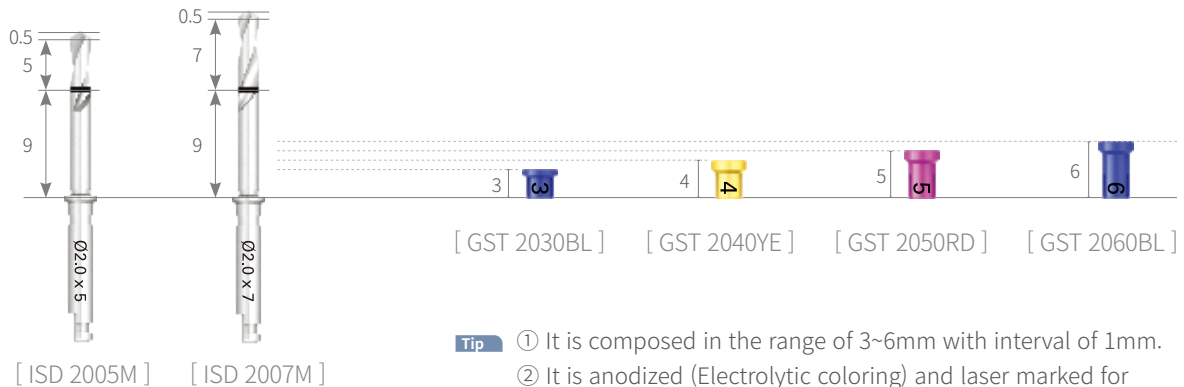 0.5
5
9
Ø2.0 x 5
[ ISD 2005M ]
0.5
7
9
Ø2.0 x 7
[ ISD 2007M ]
3
3
[ GST 2030BL ]
4
4
[ GST 2040YE ]
5
5
[ GST 2050RD ]
6
6
[ GST 2060BL ]
Tip ① It is composed in the range of 3~6mm with interval of 1mm.
② It is anodized (Electrolytic coloring) and laser marked for